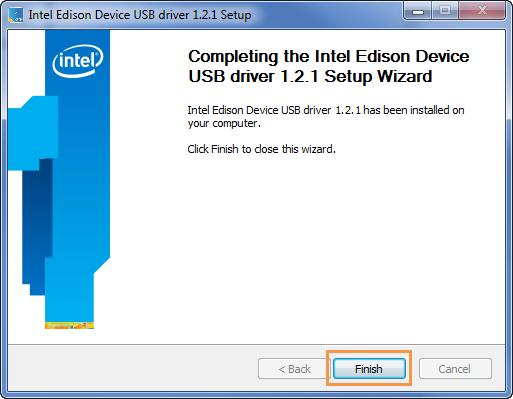 Intel Edison Device USB driver 1.2.1 Setup
intel
Completing the Intel Edison Device
USB driver 1.2.1 Setup Wizard
Intel Edison Device USB driver 1.2.1 has been installed on
your computer.
Click Finish to close this wizard.
< Back
Finish
Cancel